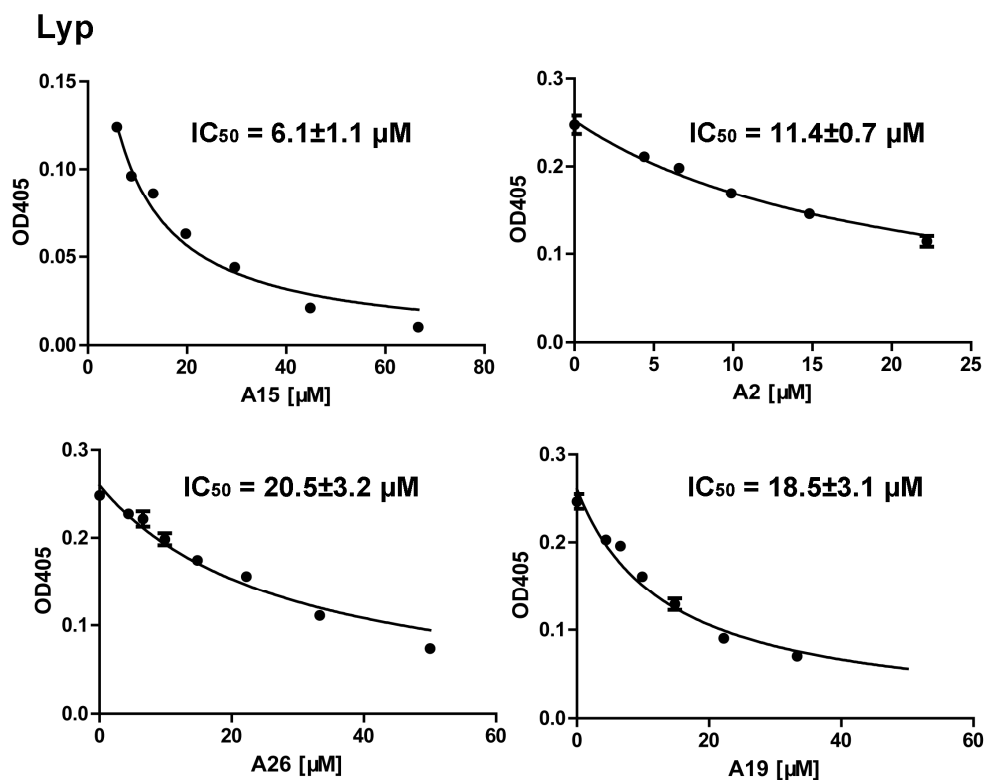 Lyp
0.15
0.10
0.05
0.00
OD405
IC50 = 6.1±1.1 µM
0 20 40 60 80
A15 [µM]
0.3
0.2
0.1
0.0
OD405
IC50 = 11.4±0.7 µM
0 5 10 15 20 25
A2 [µM]
0.3
0.2
0.1
0.0
OD405
IC50 = 20.5±3.2 µM
0 20 40 60
A26 [µM]
0.3
0.2
0.1
0.0
OD405
IC50 = 18.5±3.1 µM
0 20 40 60
A19 [µM]